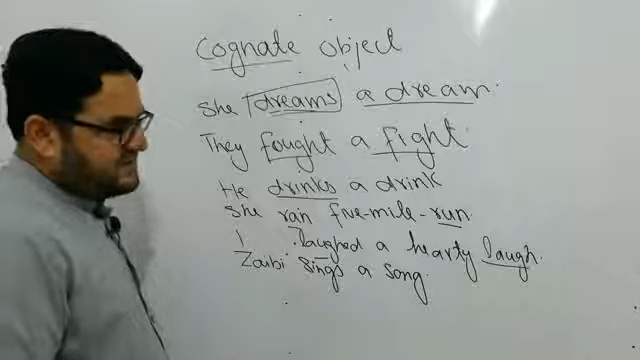 Cognate object
She dreams a dream.
They fought a fight.
He drinks a drink
She ran five-mile-run.
I laughed a hearty laugh.
Zaibi sings a song.